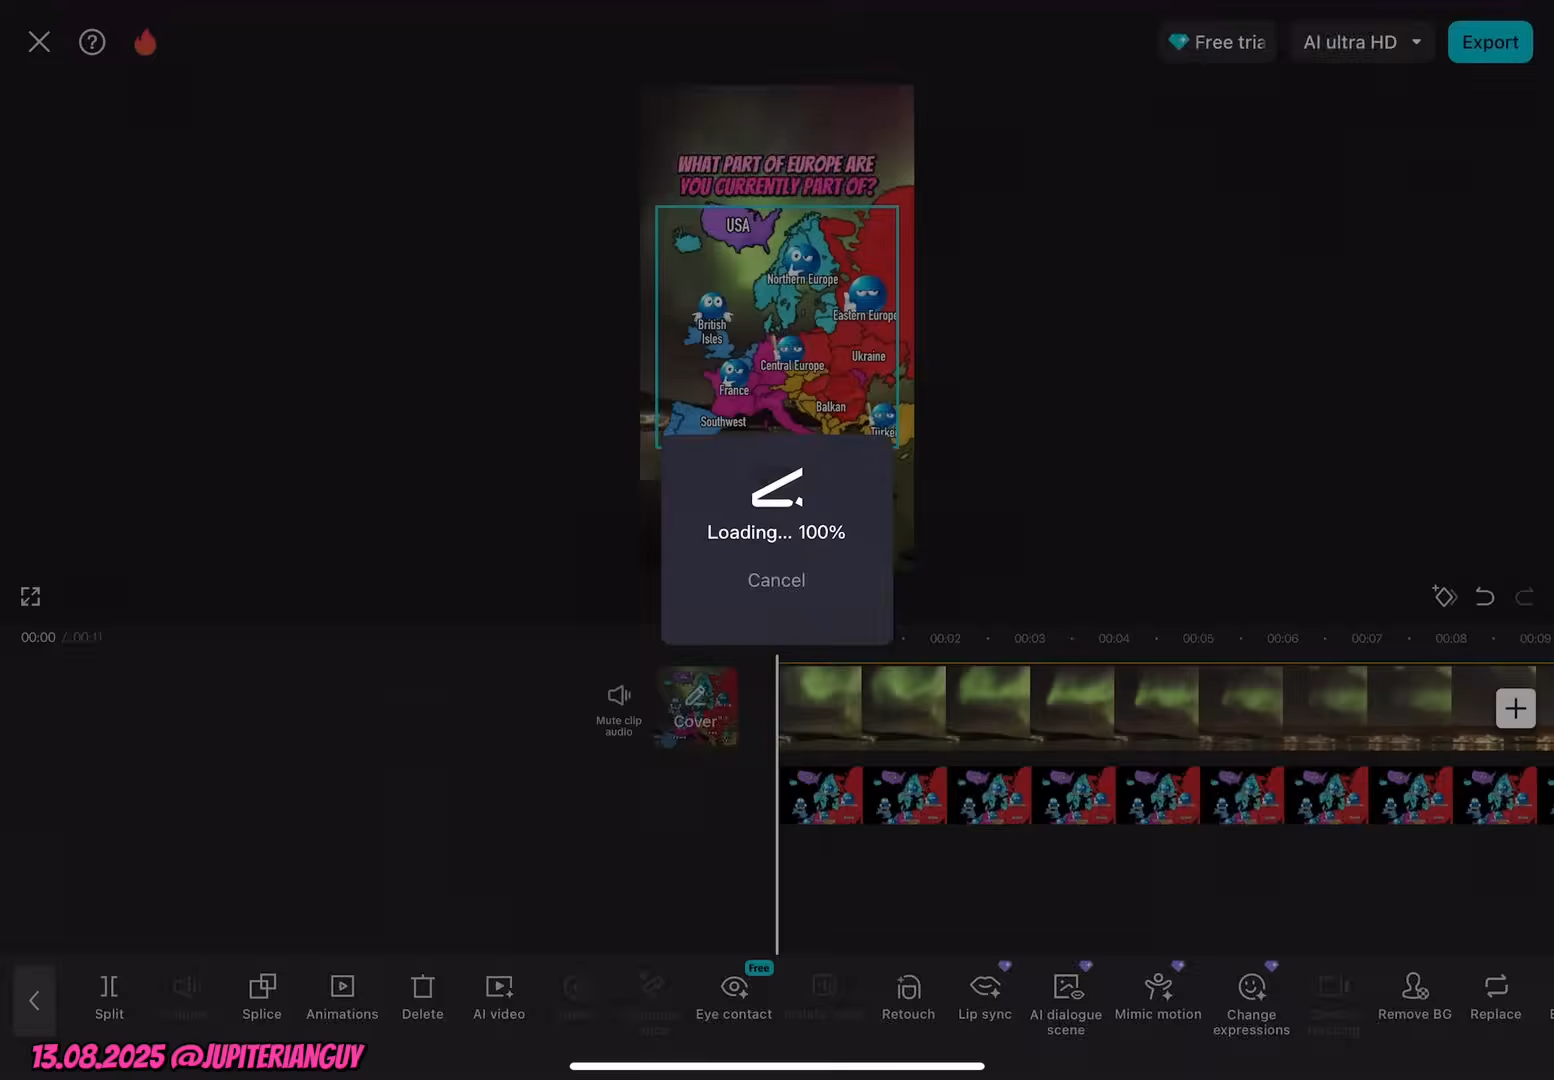 Free tria
AI ultra HD
Export
WHAT PART OF EUROPE ARE
YOU CURRENTLY PART OF?
USA
Northern Europe
Eastern Europe
British
Isles
Ukraine
Central Europe
France
Balkan
Southwest
Turkey
Loading... 100%
Cancel
00:00 / 00:11
00:02
00:03
00:04
00:05
00:06
00:07
00:08
00:09
Mute clip
audio
Cover
Free
Split
Splice
Animations
Delete
AI video
Eye contact
Retouch
Lip sync
AI dialogue
scene
Mimic motion
Change
expressions
Remove BG
Replace
13.08.2025 @JUPITERIANGUY